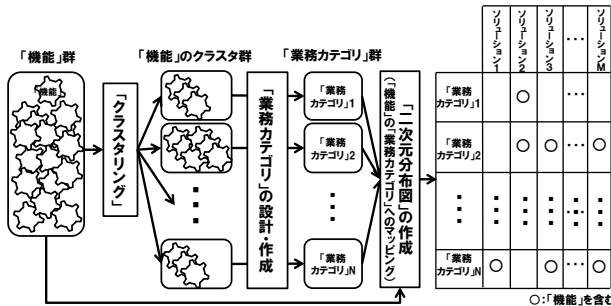 「機能」群
「機能」
「クラスタリング」
「機能」のクラスタ群
「業務カテゴリ」の設計・作成
「業務カテゴリ」群
「業務
カテゴリ」1
「業務
カテゴリ」2
「業務
カテゴリ」N
「二次元分布図」の作成
(「機能」の「業務カテゴリ」へのマッピング)
ソリューション1
ソリューション2
ソリューション3
…
ソリューションM
「業務
カテゴリ」1
○
…
「業務
カテゴリ」2
○
○
…
○
「業務
カテゴリ」N
○
○
…
○
○:「機能」を含む